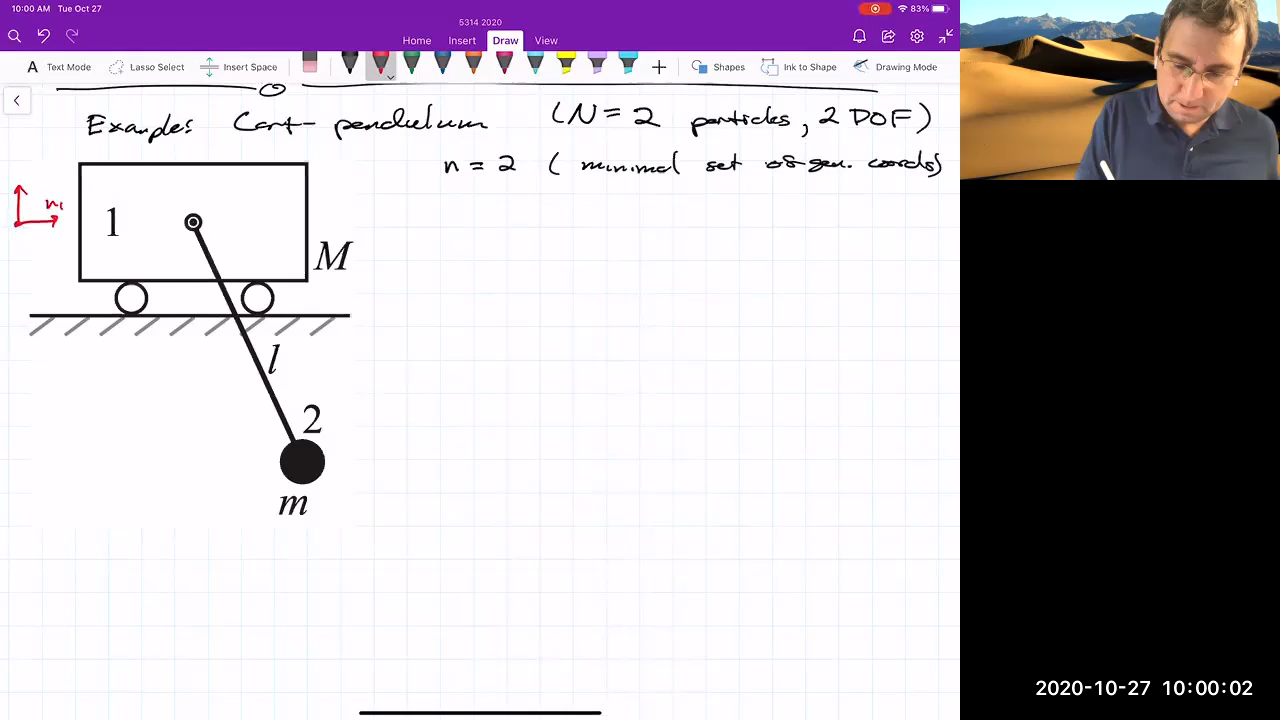 10:00 AM Tue Oct 27
83%
5314 2020
Home Insert Draw View
Text Mode Lasso Select Insert Space Shapes Ink to Shape Drawing Mode
Example: Cart-pendulum (N = 2 particles, 2 DOF)
n = 2 (minimal set of gen. coords)
n₁
1
M
l
2
m
2020-10-27 10:00:02